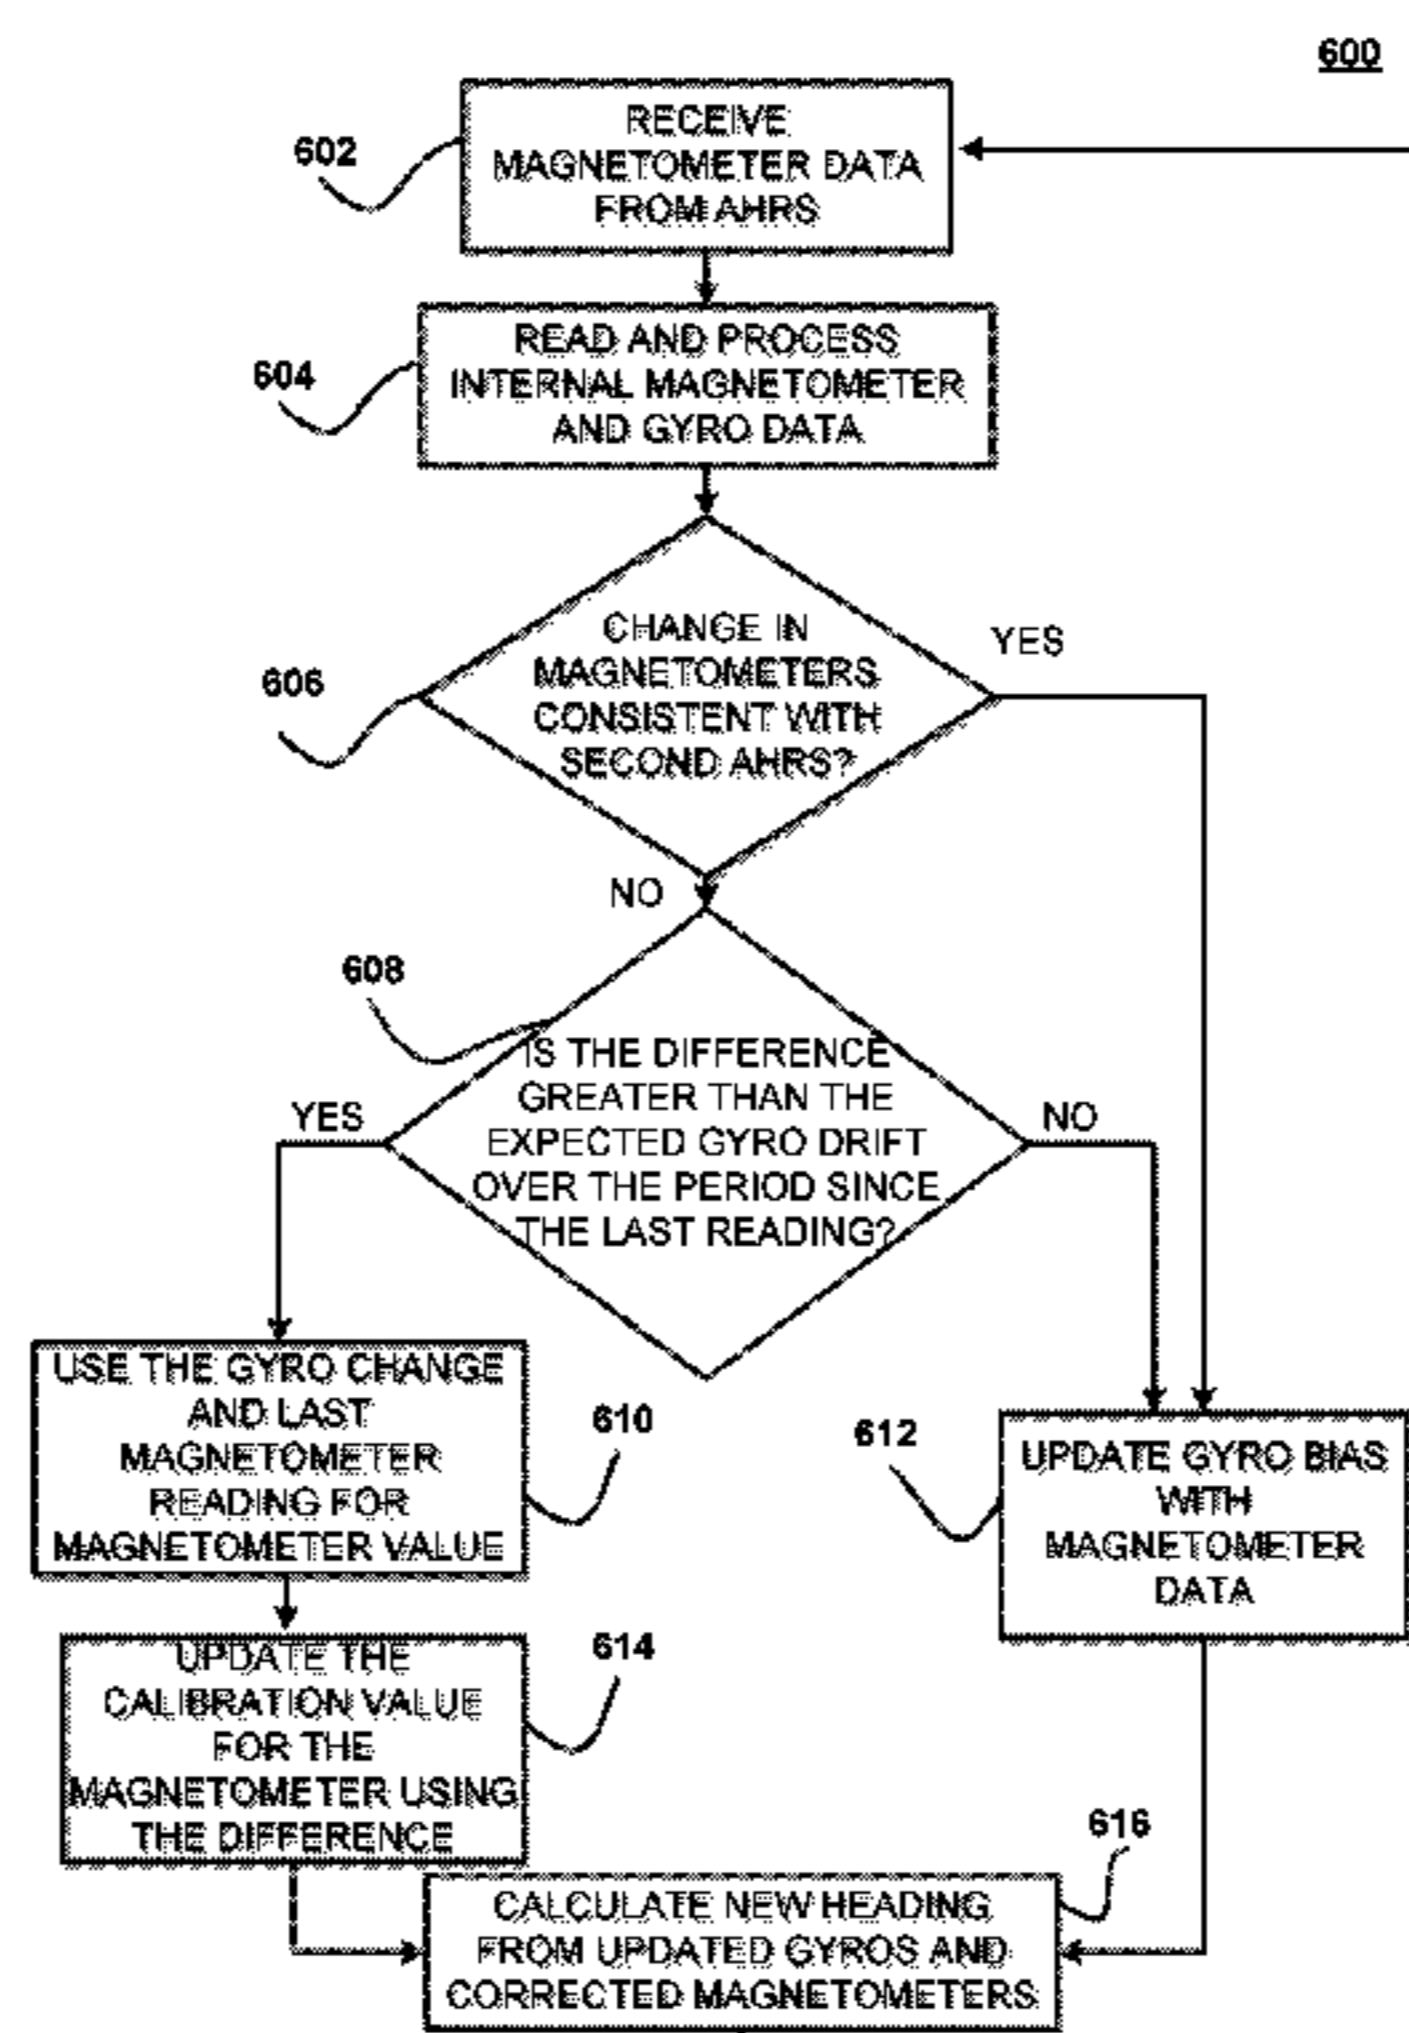 600
602
RECEIVE
MAGNETOMETER DATA
FROM AHRS
604
READ AND PROCESS
INTERNAL MAGNETOMETER
AND GYRO DATA
606
CHANGE IN
MAGNETOMETERS
CONSISTENT WITH
SECOND AHRS?
YES
NO
608
IS THE DIFFERENCE
GREATER THAN THE
EXPECTED GYRO DRIFT
OVER THE PERIOD SINCE
THE LAST READING?
YES
NO
USE THE GYRO CHANGE
AND LAST
MAGNETOMETER
READING FOR
MAGNETOMETER VALUE
610
612
UPDATE GYRO BIAS
WITH
MAGNETOMETER
DATA
UPDATE THE
CALIBRATION VALUE
FOR THE
MAGNETOMETER USING
THE DIFFERENCE
614
616
CALCULATE NEW HEADING
FROM UPDATED GYROS AND
CORRECTED MAGNETOMETERS